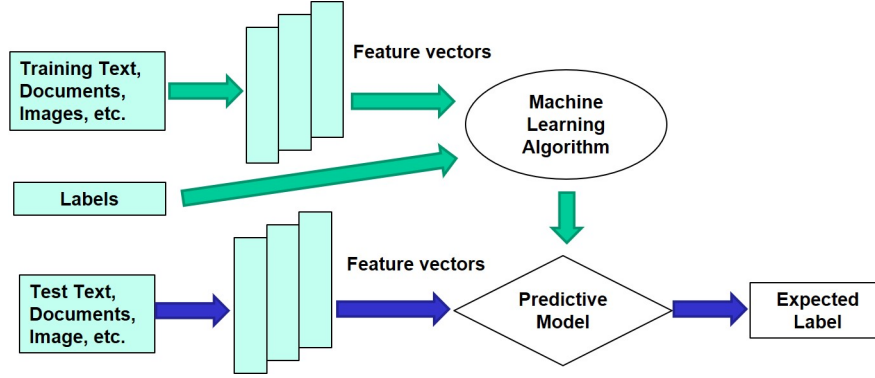 Training Text,
Documents,
Images, etc.
Feature vectors
Machine
Learning
Algorithm
Labels
Test Text,
Documents,
Image, etc.
Feature vectors
Predictive
Model
Expected
Label